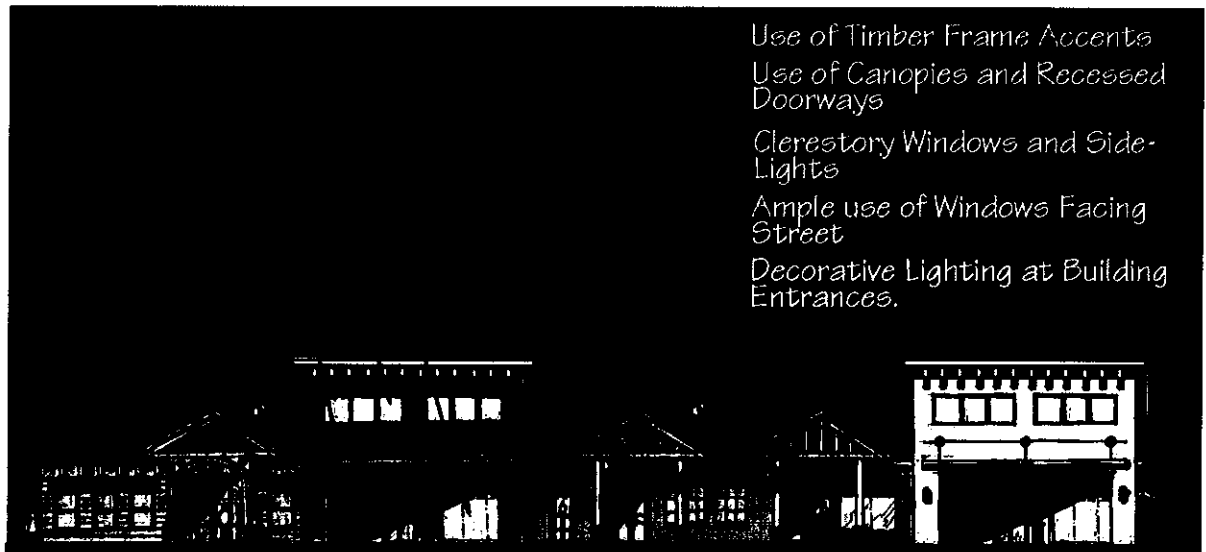 Use of Timber Frame Accents
Use of Canopies and Recessed
Doorways
Clerestory Windows and Side-
Lights
Ample use of Windows Facing
Street
Decorative Lighting at Building
Entrances.